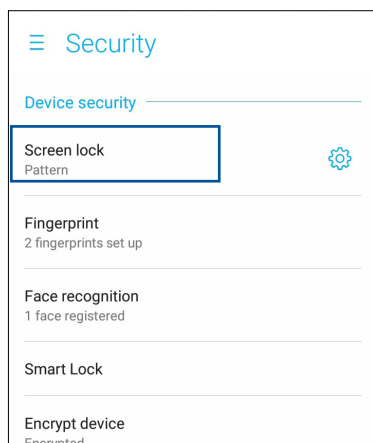 Security
Device security
Screen lock
Pattern
Fingerprint
2 fingerprints set up
Face recognition
1 face registered
Smart Lock
Encrypt device
Encrypted